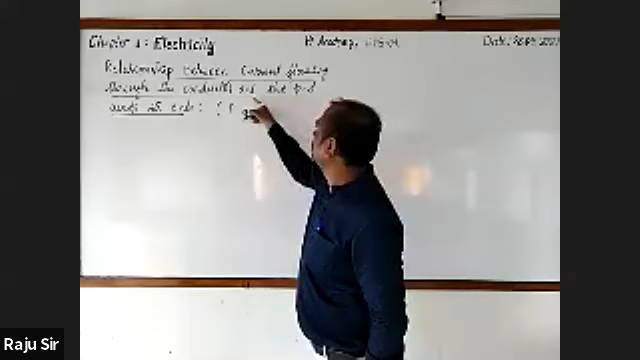 Chapter 1: Electricity
Date:
Relationship between Current flowing
through the conductor and the p.d
across its ends:
Raju Sir